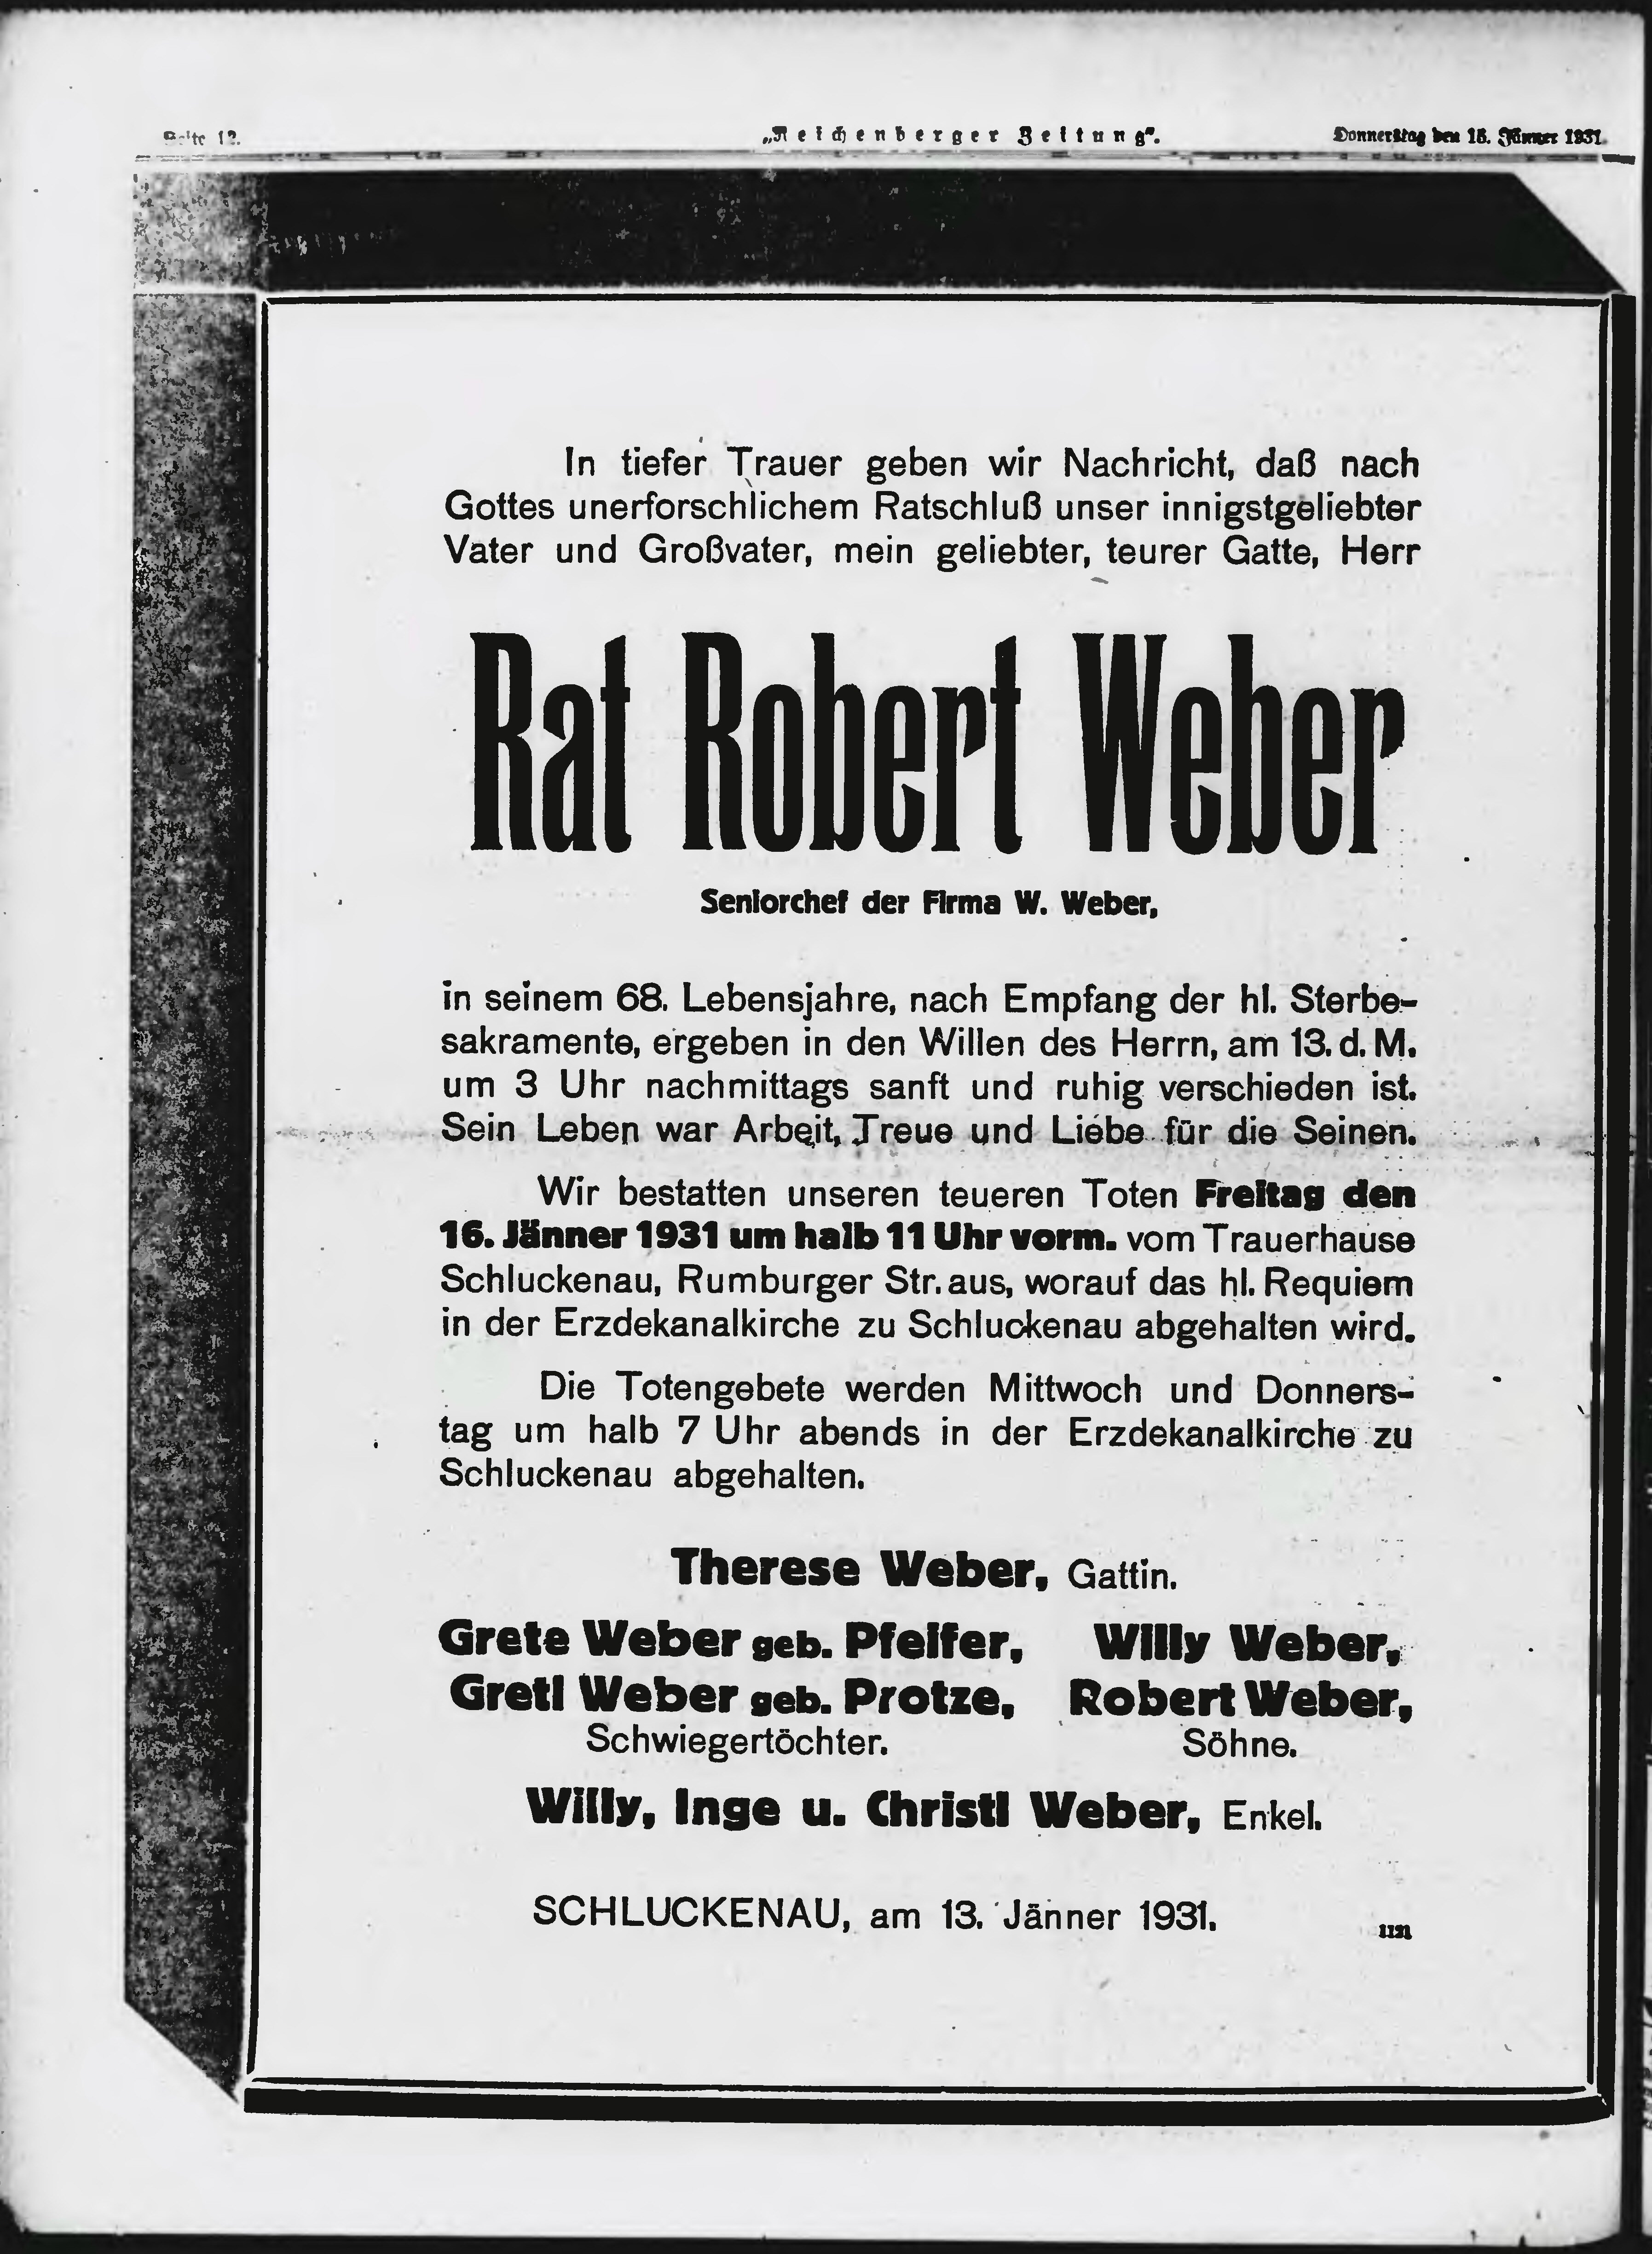 Seite 12.
„Reichenberger Zeitung“.
Donnerstag den 15. Jänner 1931.
In tiefer Trauer geben wir Nachricht, daß nach
Gottes unerforschlichem Ratschluß unser innigstgeliebter
Vater und Großvater, mein geliebter, teurer Gatte, Herr
Rat Robert Weber
Seniorchef der Firma W. Weber,
in seinem 68. Lebensjahre, nach Empfang der hl. Sterbe-
sakramente, ergeben in den Willen des Herrn, am 13. d. M.
um 3 Uhr nachmittags sanft und ruhig verschieden ist.
Sein Leben war Arbeit, Treue und Liebe für die Seinen.
Wir bestatten unseren teueren Toten Freitag den
16. Jänner 1931 um halb 11 Uhr vorm. vom Trauerhause
Schluckenau, Rumburger Str. aus, worauf das hl. Requiem
in der Erzdekanalkirche zu Schluckenau abgehalten wird.
Die Totengebete werden Mittwoch und Donners-
tag um halb 7 Uhr abends in der Erzdekanalkirche zu
Schluckenau abgehalten.
Therese Weber, Gattin.
Grete Weber geb. Pfeifer, Willy Weber,
Gretl Weber geb. Protze, Robert Weber,
Schwiegertöchter. Söhne.
Willy, Inge u. Christl Weber, Enkel.
SCHLUCKENAU, am 13. Jänner 1931.